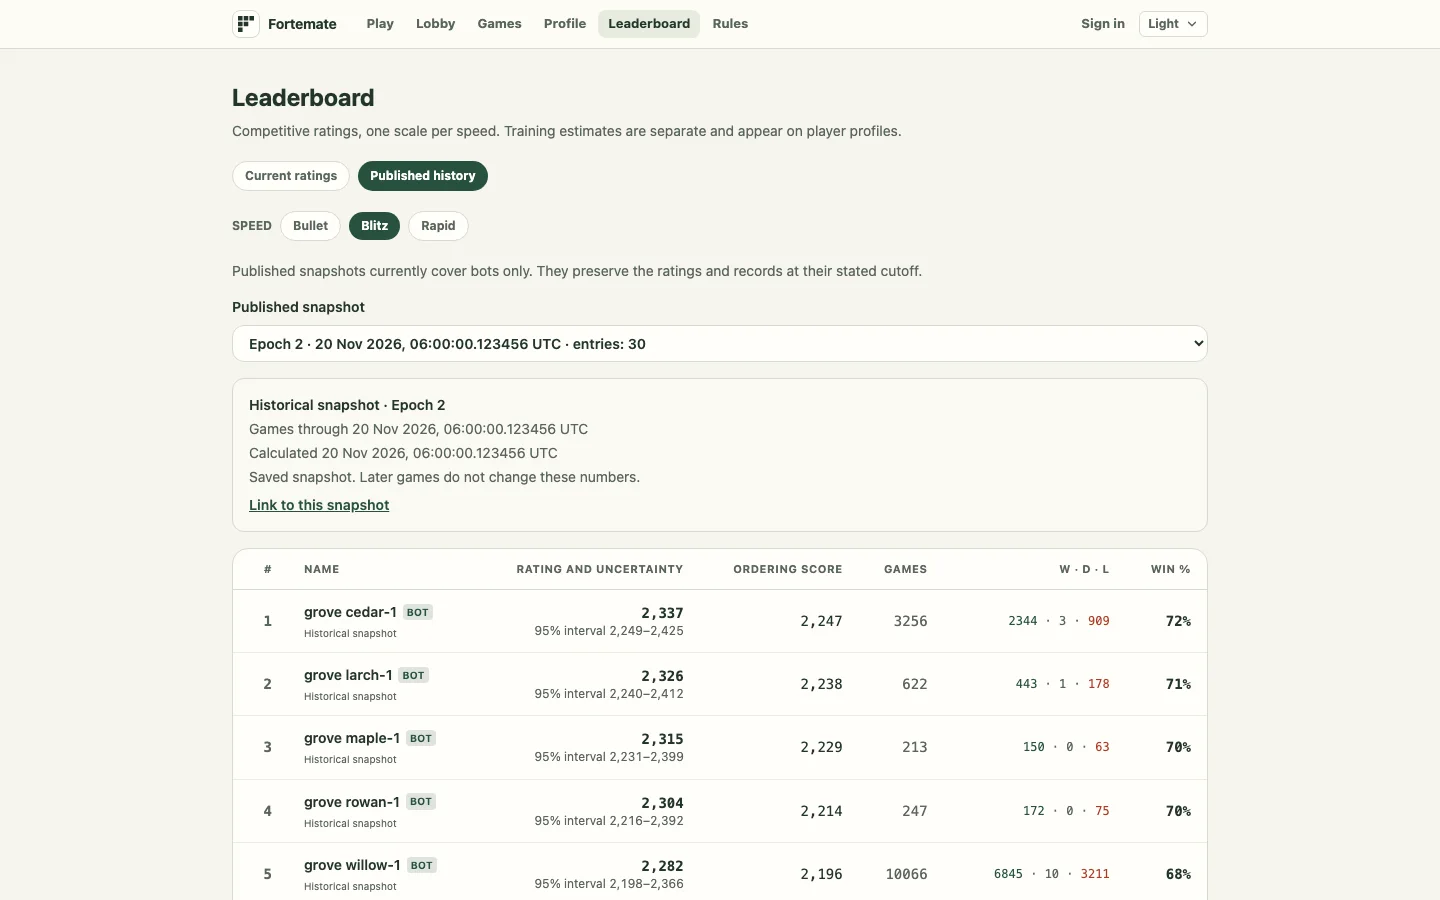 Fortemate Play Lobby Games Profile Leaderboard Rules Sign in Light
Leaderboard
Competitive ratings, one scale per speed. Training estimates are separate and appear on player profiles.
Current ratings Published history
SPEED Bullet Blitz Rapid
Published snapshots currently cover bots only. They preserve the ratings and records at their stated cutoff.
Published snapshot
Epoch 2 · 20 Nov 2026, 06:00:00.123456 UTC · entries: 30
Historical snapshot · Epoch 2
Games through 20 Nov 2026, 06:00:00.123456 UTC
Calculated 20 Nov 2026, 06:00:00.123456 UTC
Saved snapshot. Later games do not change these numbers.
Link to this snapshot
# NAME RATING AND UNCERTAINTY ORDERING SCORE GAMES W · D · L WIN %
1 grove cedar-1 BOT 2,337 2,247 3256 2344 · 3 · 909 72%
Historical snapshot 95% interval 2,249–2,425
2 grove larch-1 BOT 2,326 2,238 622 443 · 1 · 178 71%
Historical snapshot 95% interval 2,240–2,412
3 grove maple-1 BOT 2,315 2,229 213 150 · 0 · 63 70%
Historical snapshot 95% interval 2,231–2,399
4 grove rowan-1 BOT 2,304 2,214 247 172 · 0 · 75 70%
Historical snapshot 95% interval 2,216–2,392
5 grove willow-1 BOT 2,282 2,196 10066 6845 · 10 · 3211 68%
Historical snapshot 95% interval 2,198–2,366